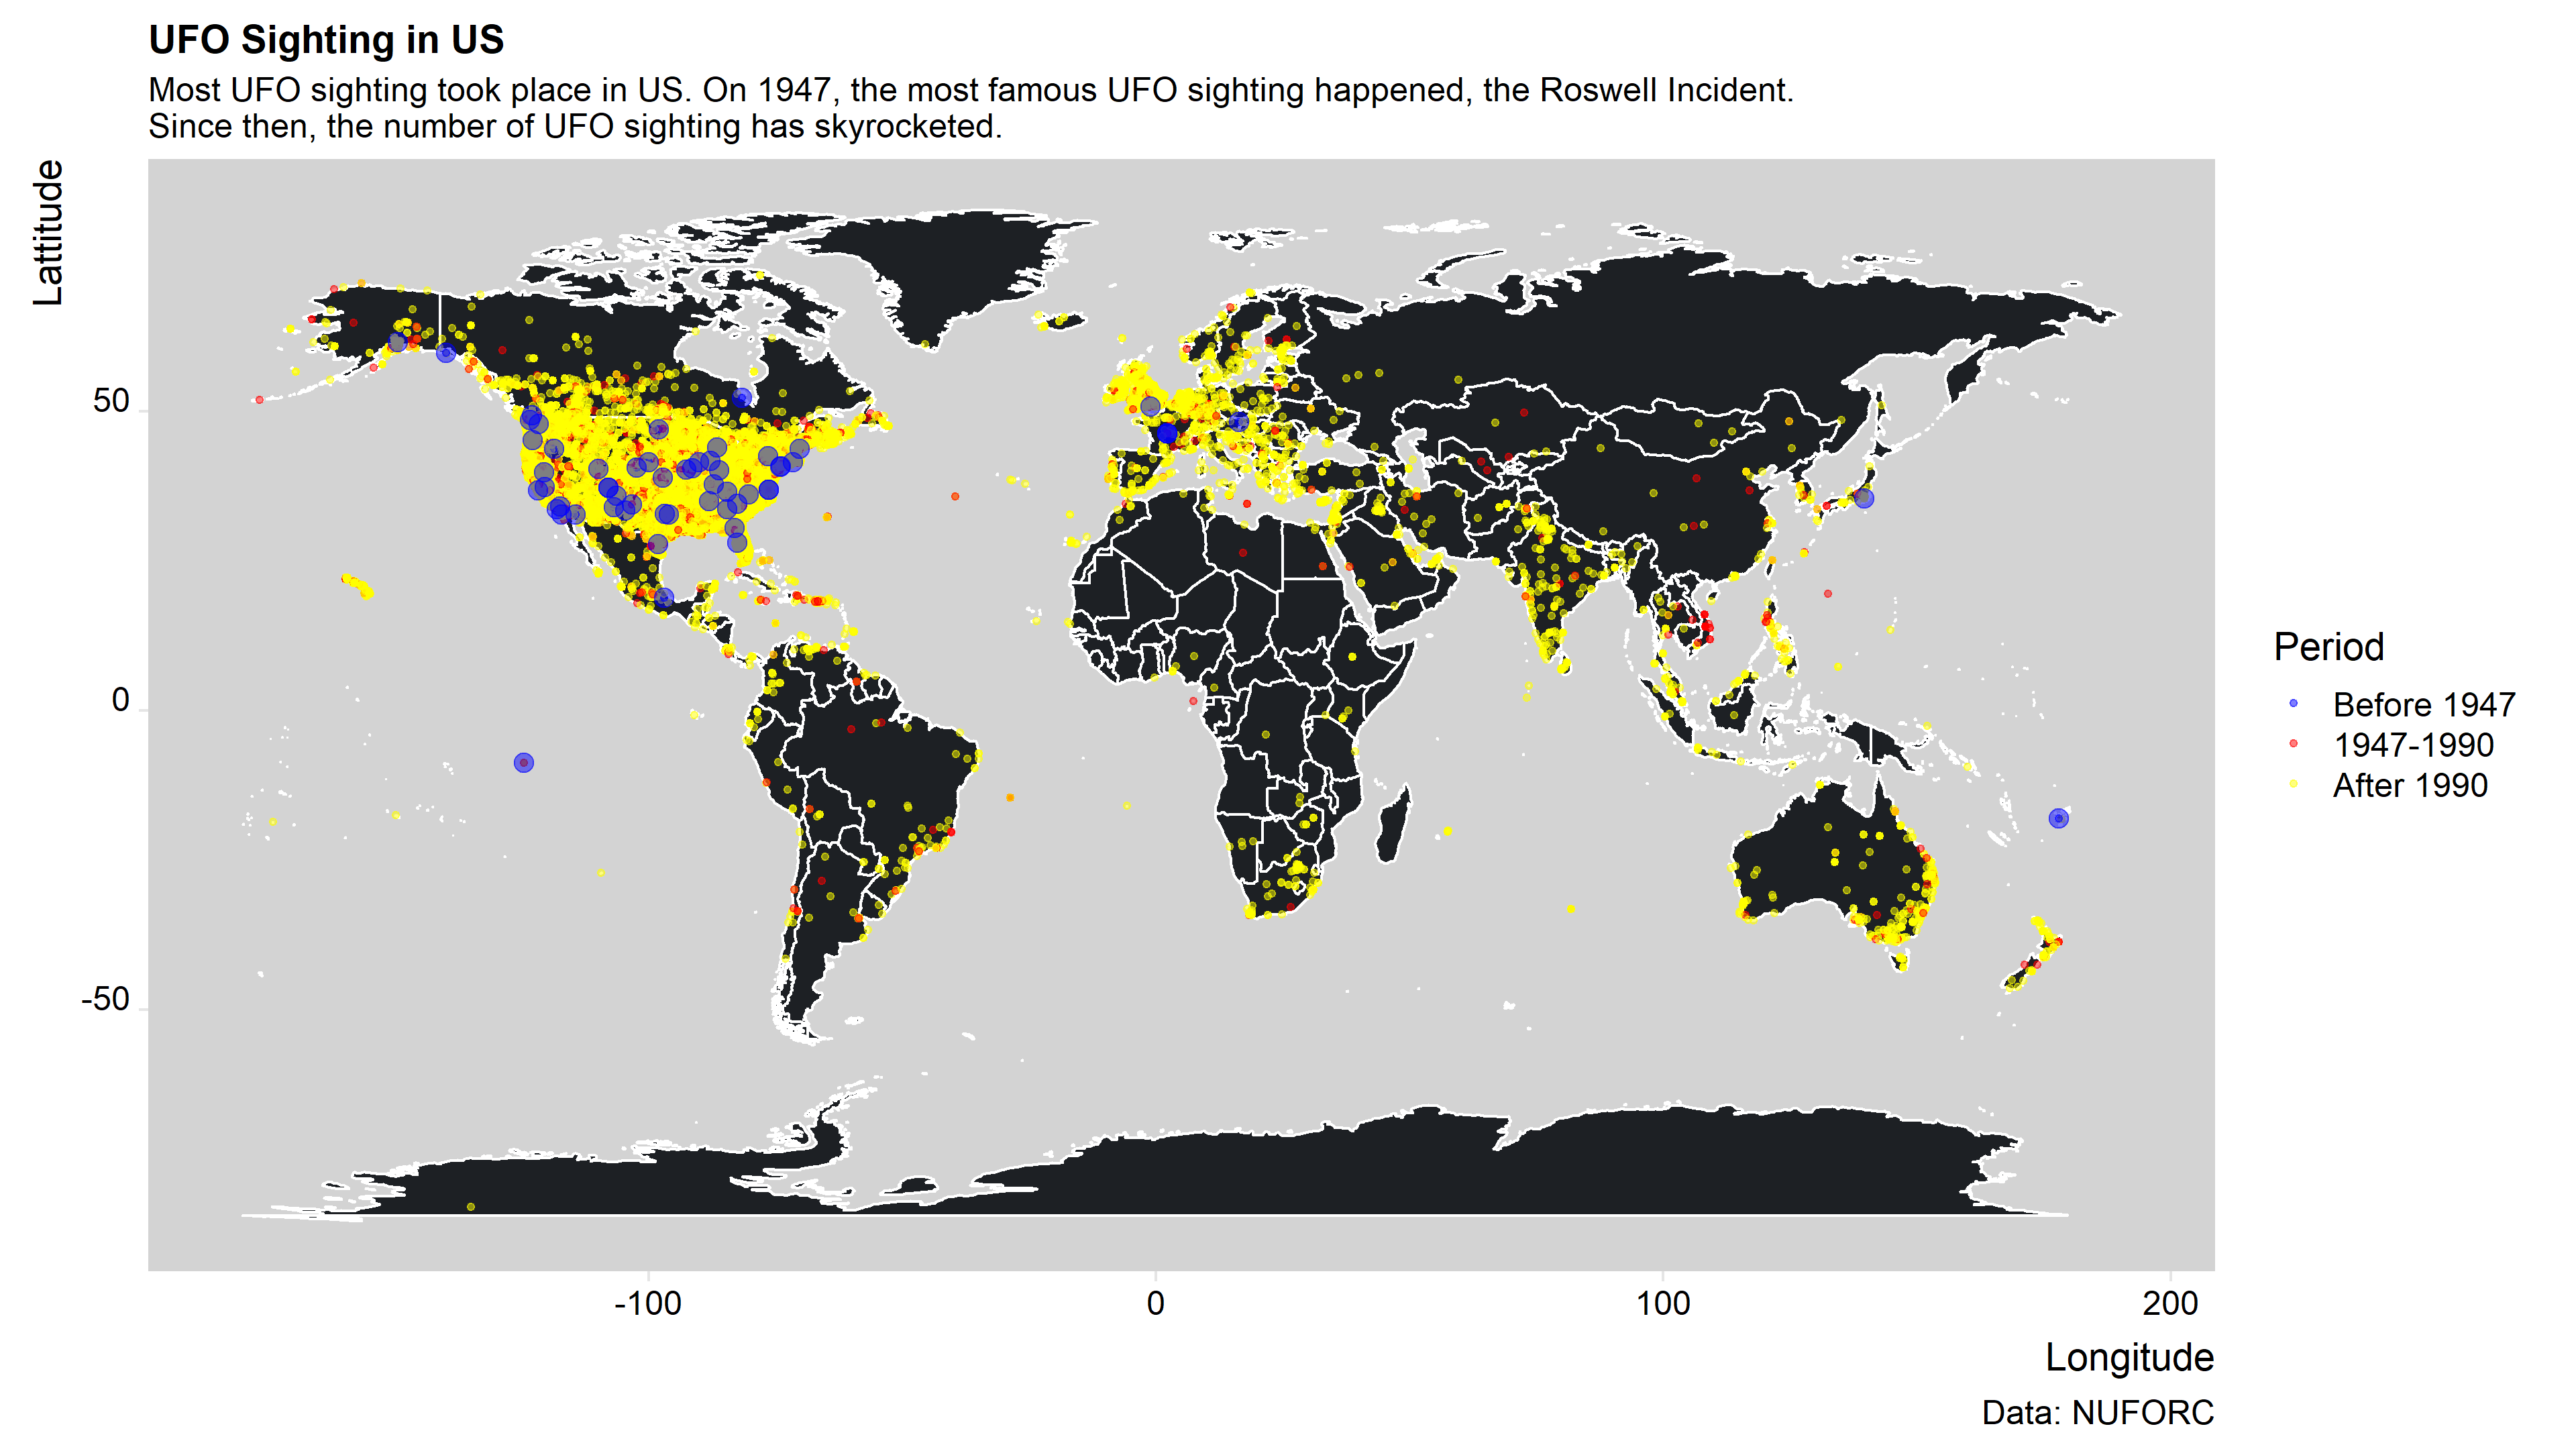 UFO Sighting in US
Most UFO sighting took place in US. On 1947, the most famous UFO sighting happened, the Roswell Incident.
Since then, the number of UFO sighting has skyrocketed.
Lattitude
50
0
-50
-100
0
100
200
Longitude
Data: NUFORC
Period
Before 1947
1947-1990
After 1990